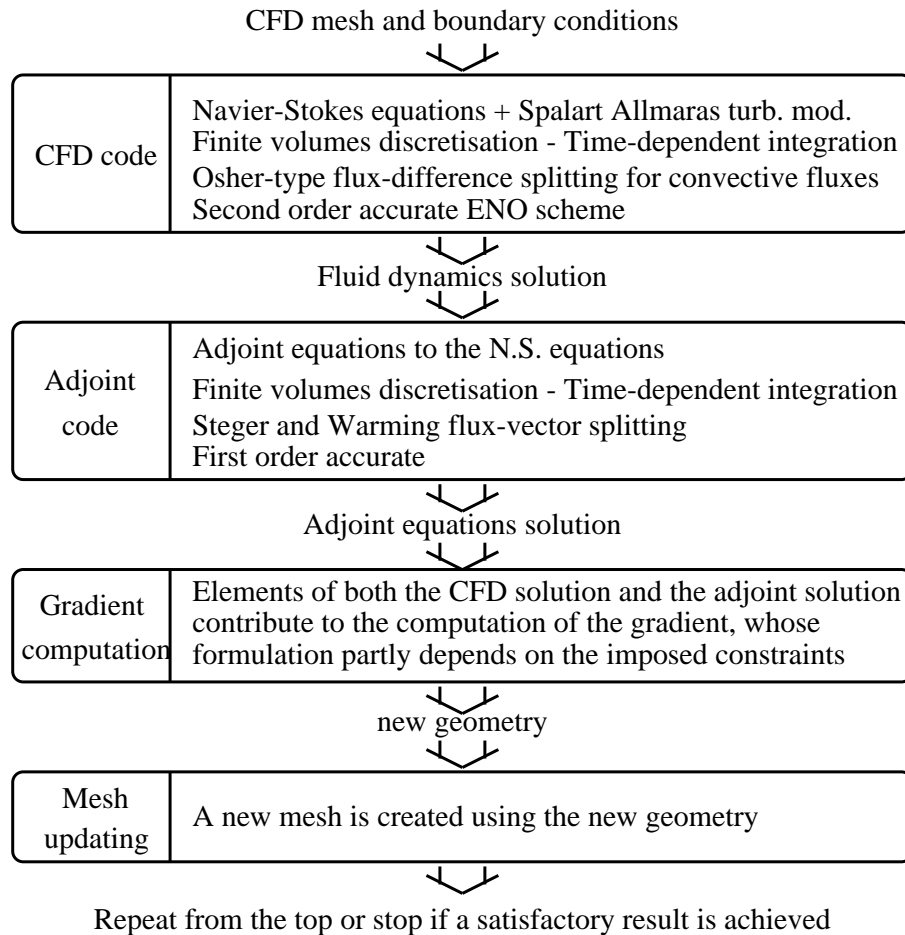 CFD mesh and boundary conditions
CFD code
Navier-Stokes equations + Spalart Allmaras turb. mod.
Finite volumes discretisation - Time-dependent integration
Osher-type flux-difference splitting for convective fluxes
Second order accurate ENO scheme
Fluid dynamics solution
Adjoint
code
Adjoint equations to the N.S. equations
Finite volumes discretisation - Time-dependent integration
Steger and Warming flux-vector splitting
First order accurate
Adjoint equations solution
Gradient
computation
Elements of both the CFD solution and the adjoint solution
contribute to the computation of the gradient, whose
formulation partly depends on the imposed constraints
new geometry
Mesh
updating
A new mesh is created using the new geometry
Repeat from the top or stop if a satisfactory result is achieved